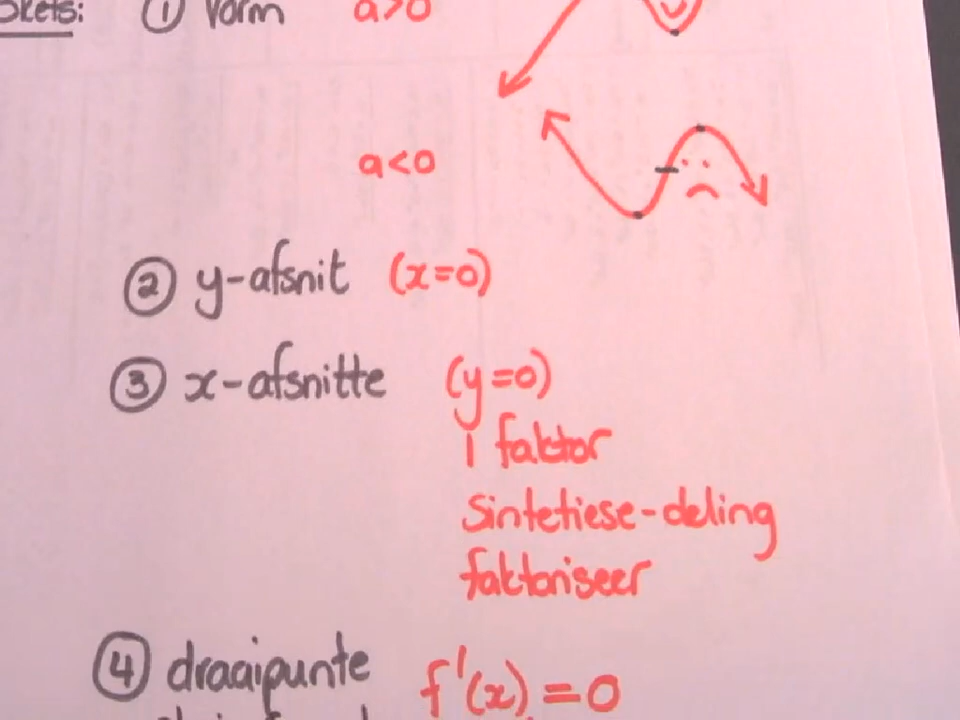 Skets: ① Vorm a>0
a<0
② y-afsnit (x=0)
③ x-afsnitte (y=0)
1 faktor
Sintetiese-deling
faktoriseer
④ draaipunte f'(x)=0